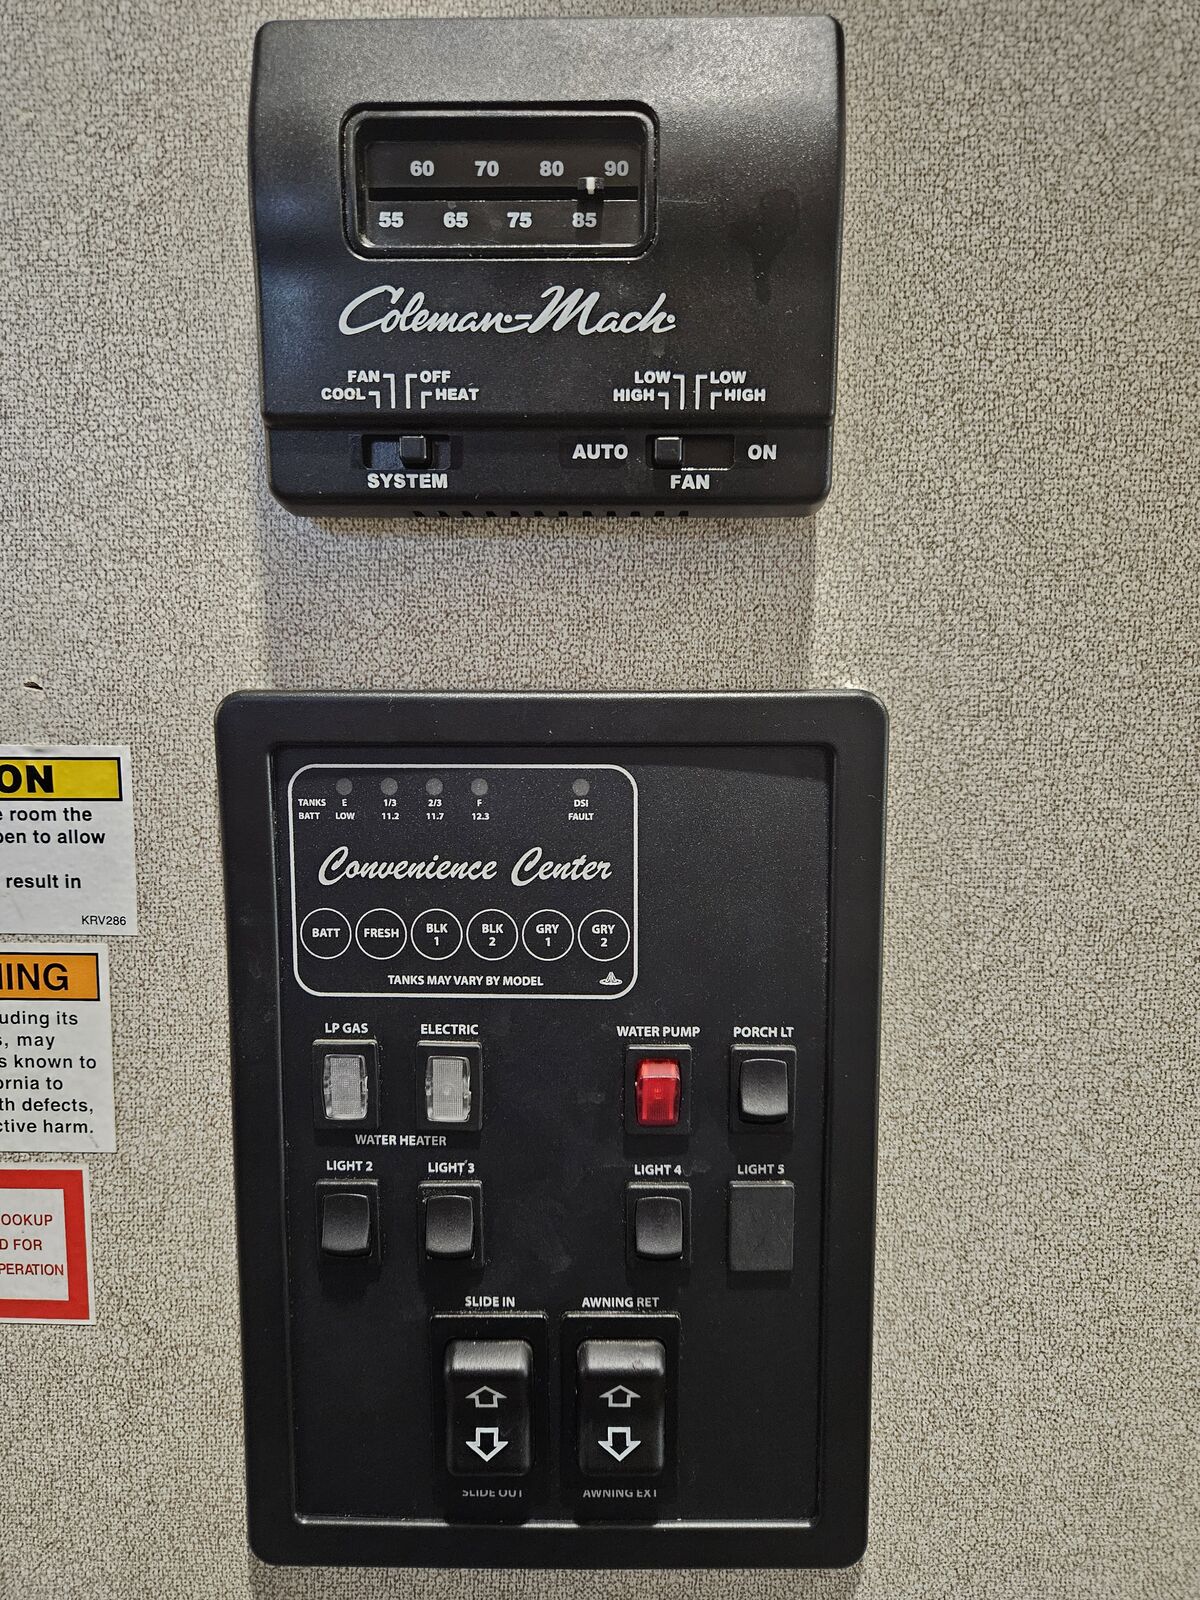 60 70 80 90
55 65 75 85
Coleman-Mach
FAN OFF
COOL HEAT
LOW LOW
HIGH HIGH
AUTO ON
SYSTEM
FAN
ON
e room the
pen to allow
result in
KRV286
ING
uding its
s, may
s known to
ornia to
th defects,
ctive harm.
OOKUP
D FOR
PERATION
TANKS E 1/3 2/3 F DSI
BATT LOW 11.2 11.7 12.3 FAULT
Convenience Center
BATT FRESH BLK 1 BLK 2 GRY 1 GRY 2
TANKS MAY VARY BY MODEL
LP GAS ELECTRIC WATER PUMP PORCH LT
WATER HEATER
LIGHT 2 LIGHT 3 LIGHT 4 LIGHT 5
SLIDE IN AWNING RET
SLIDE OUT AWNING EXT